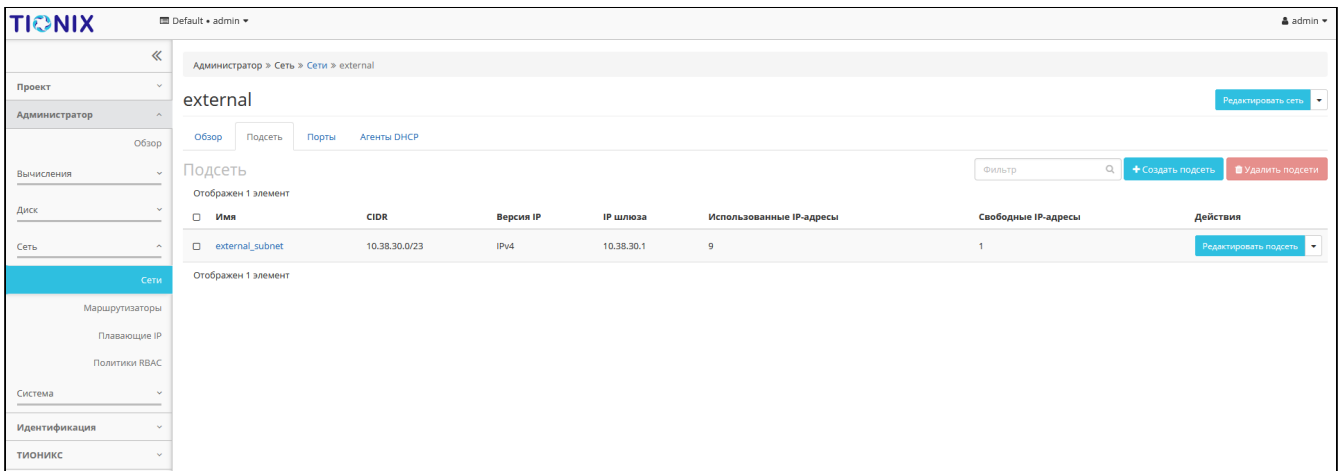 TIONIX
Default • admin
admin
Администратор » Сеть » Сети » external
Проект
Администратор
Обзор
Вычисления
Диск
Сеть
Сети
Маршрутизаторы
Плавающие IP
Политики RBAC
Система
Идентификация
ТИОНИКС
external
Редактировать сеть
Обзор Подсеть Порты Агенты DHCP
Подсеть
Фильтр
Создать подсеть
Удалить подсети
Отображен 1 элемент
Имя CIDR Версия IP IP шлюза Использованные IP-адреса Свободные IP-адреса Действия
external_subnet 10.38.30.0/23 IPv4 10.38.30.1 9 1 Редактировать подсеть
Отображен 1 элемент